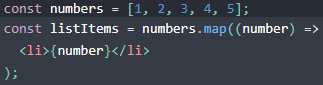 const numbers = [1, 2, 3, 4, 5];
const listItems = numbers.map((number) =>
  <li>{number}</li>
);